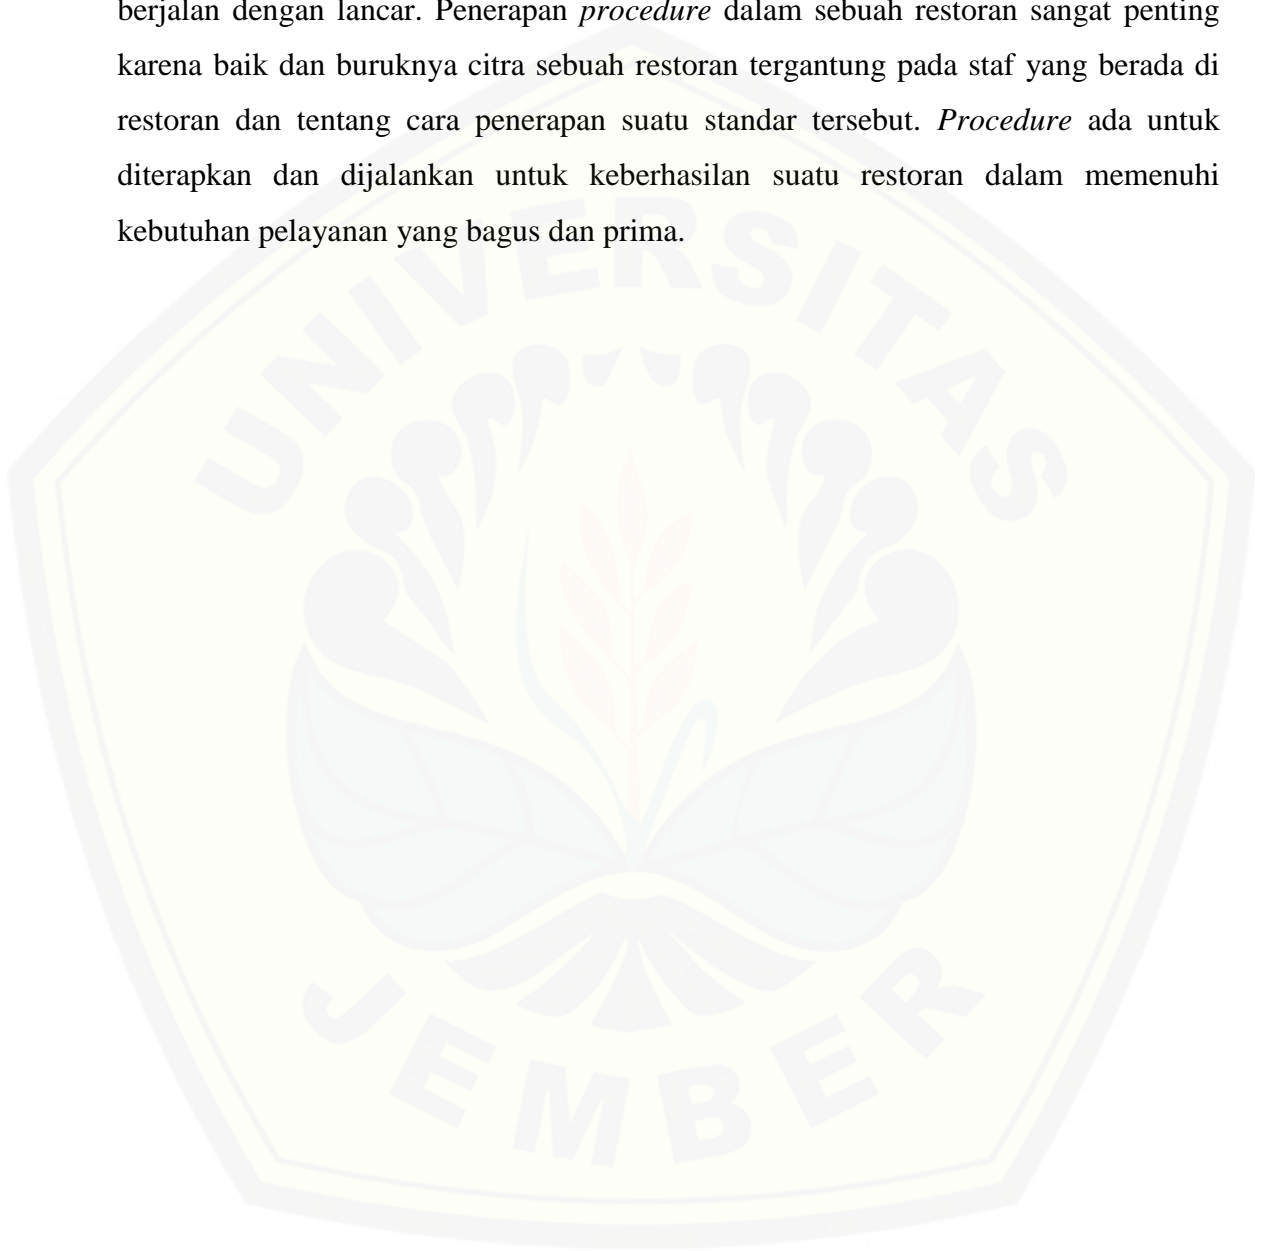 berjalan dengan lancar. Penerapan procedure dalam sebuah restoran sangat penting
karena baik dan buruknya citra sebuah restoran tergantung pada staf yang berada di
restoran dan tentang cara penerapan suatu standar tersebut. Procedure ada untuk
diterapkan dan dijalankan untuk keberhasilan suatu restoran dalam memenuhi
kebutuhan pelayanan yang bagus dan prima.
UNIVERSITAS
JEMBER